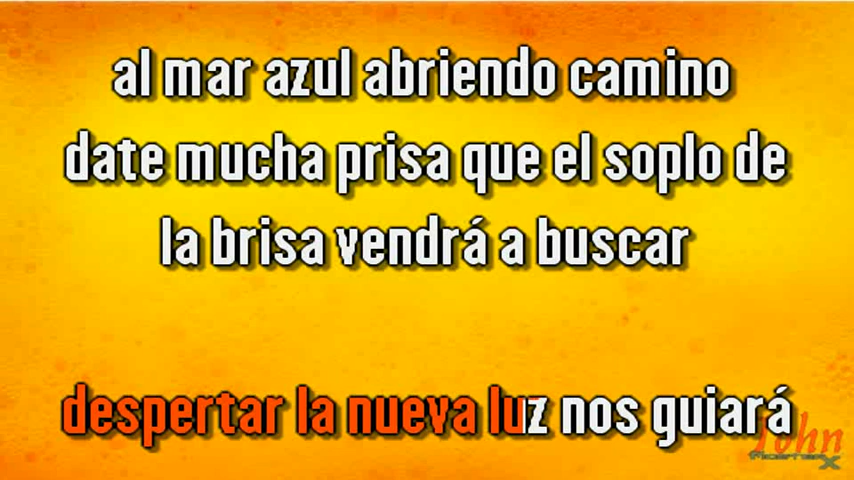 al mar azul abriendo camino
date mucha prisa que el soplo de
la brisa vendrá a buscar
despertar la nueva luz nos guiará
John